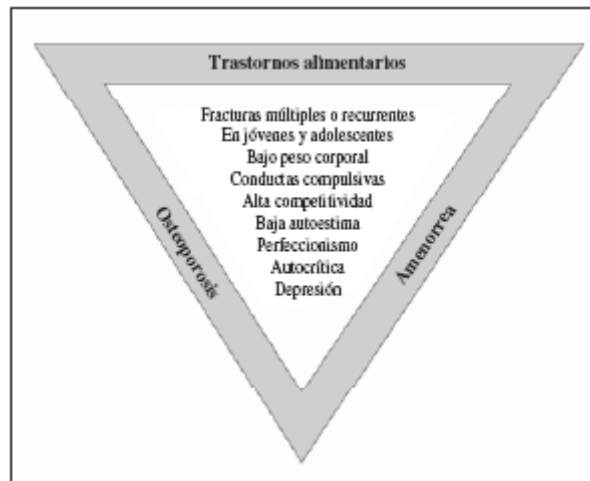 Trastornos alimentarios
Fracturas múltiples o recurrentes
En jóvenes y adolescentes
Bajo peso corporal
Conductas compulsivas
Alta competitividad
Baja autoestima
Perfeccionismo
Autocrítica
Depresión
Osteoporosis
Amenorrea